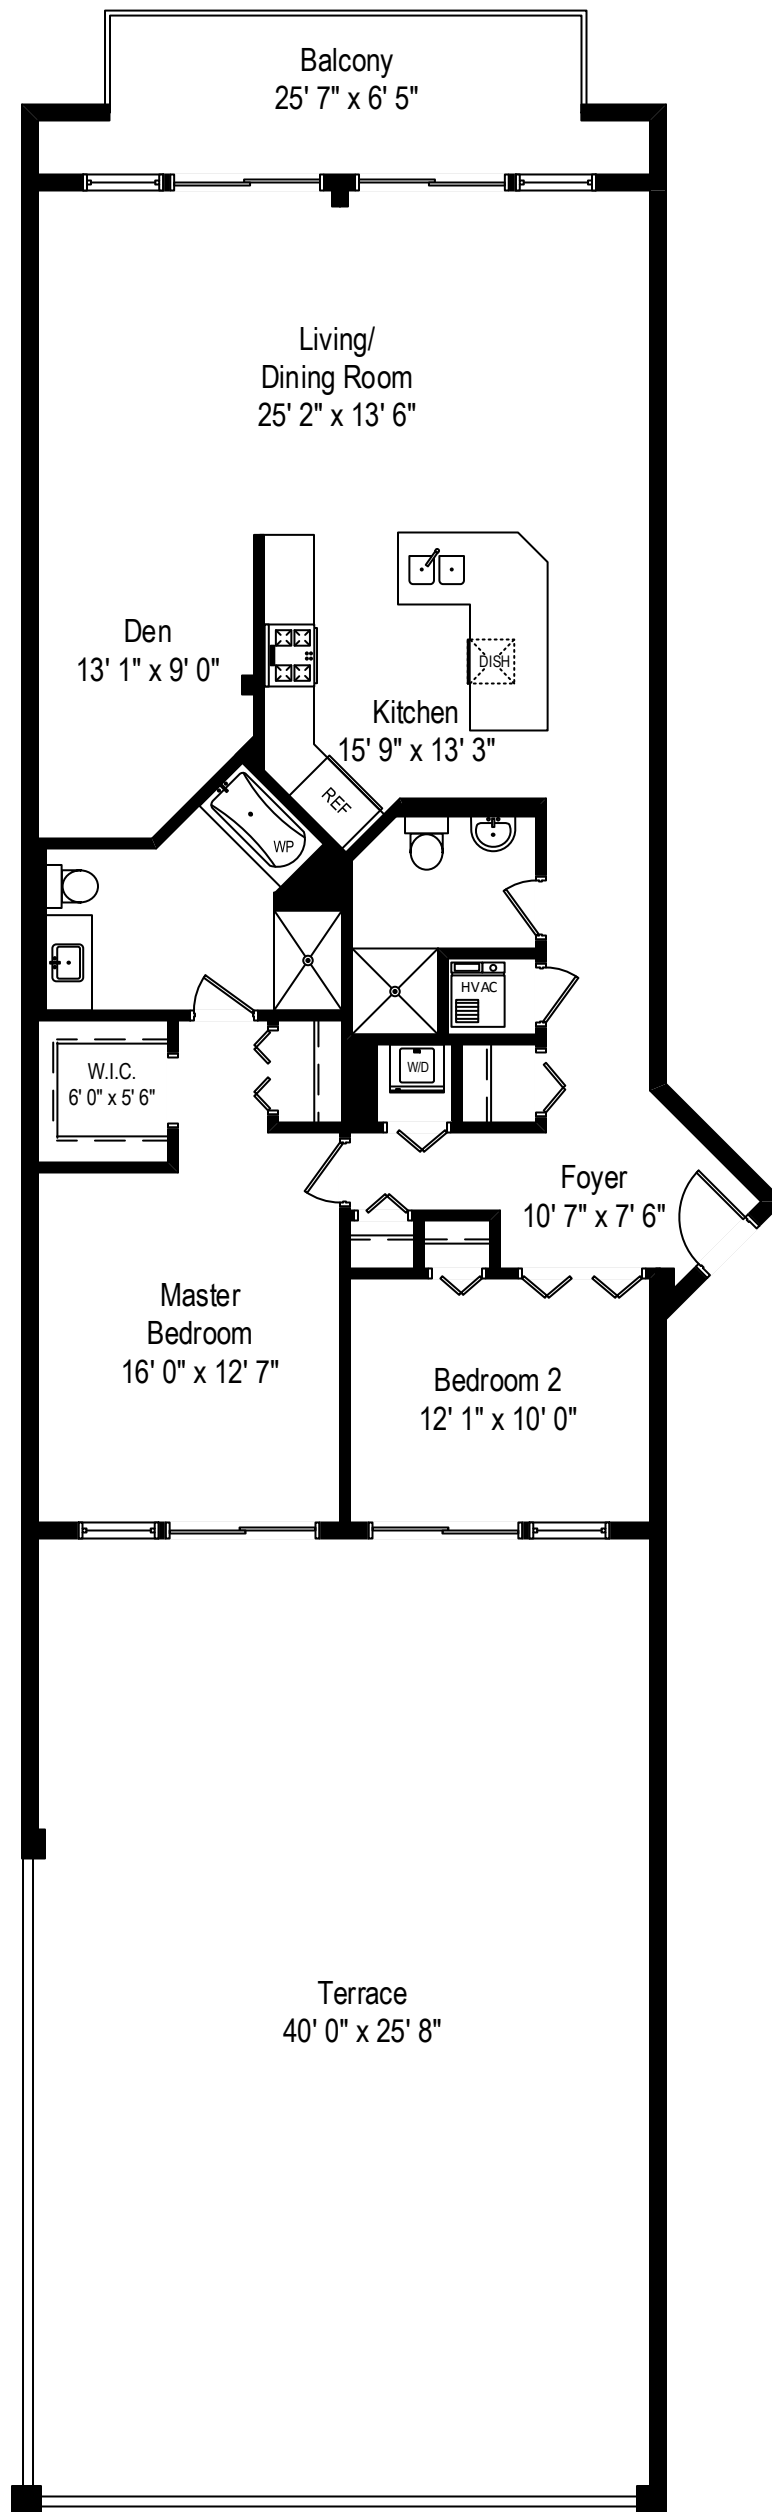 Balcony
25' 7" x 6' 5"
Living/
Dining Room
25' 2" x 13' 6"
Den
13' 1" x 9' 0"
DISH
Kitchen
15' 9" x 13' 3"
REF
WP
HVAC
W.I.C.
6' 0" x 5' 6"
W/D
Foyer
10' 7" x 7' 6"
Master
Bedroom
16' 0" x 12' 7"
Bedroom 2
12' 1" x 10' 0"
Terrace
40' 0" x 25' 8"